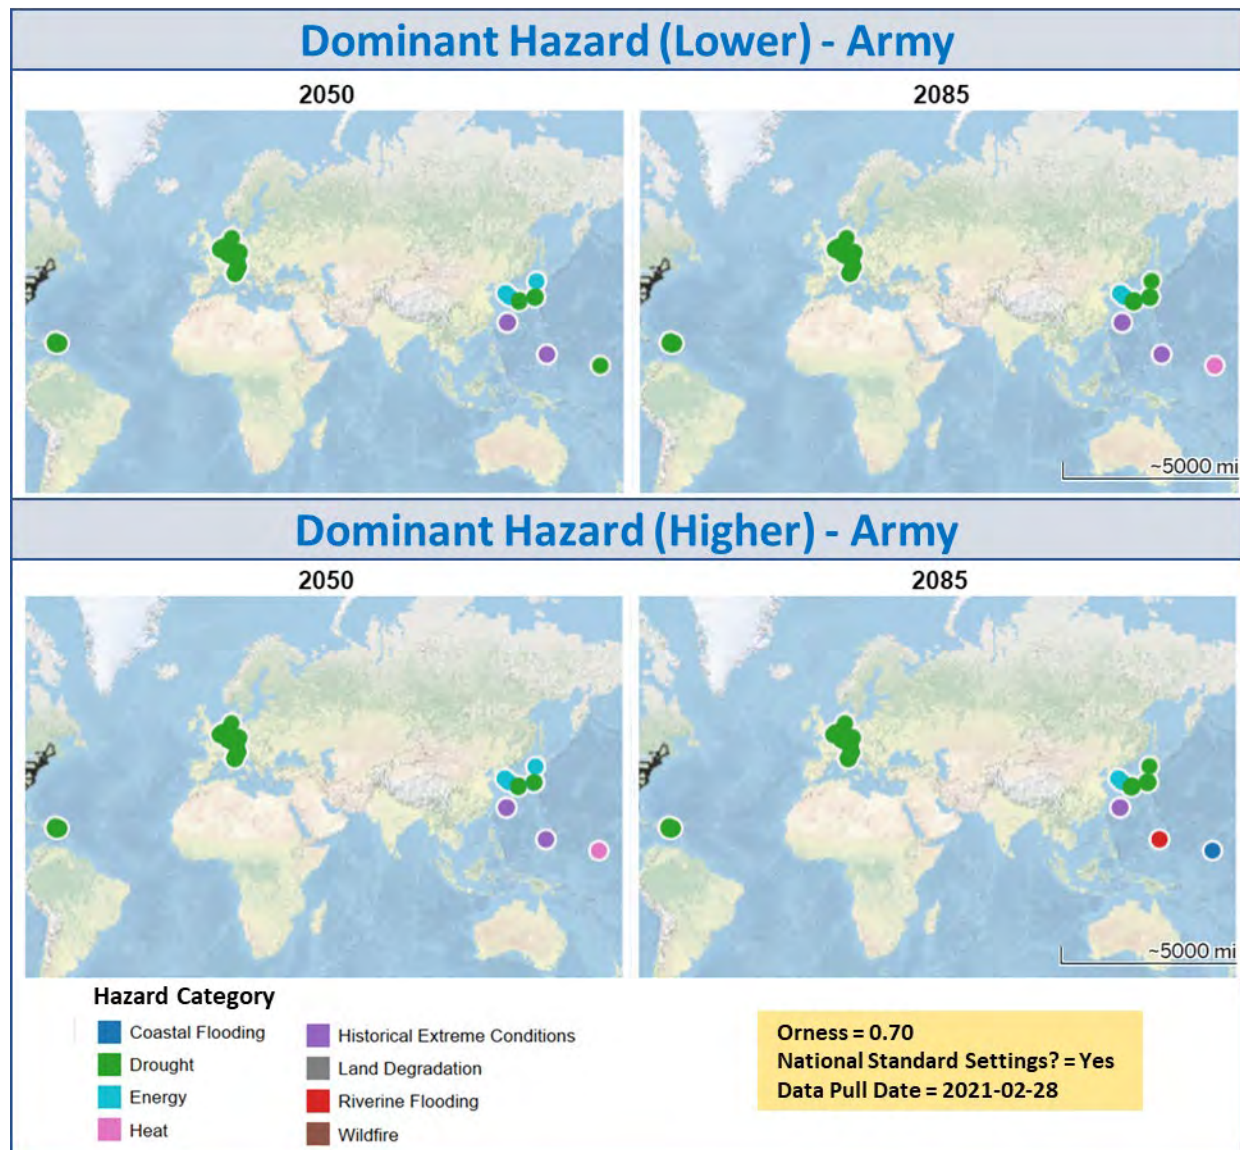 Dominant Hazard (Lower) - Army
2050
2085
~5000 mi
Dominant Hazard (Higher) - Army
2050
2085
~5000 mi
Hazard Category
Coastal Flooding
Drought
Energy
Heat
Historical Extreme Conditions
Land Degradation
Riverine Flooding
Wildfire
Orness = 0.70
National Standard Settings? = Yes
Data Pull Date = 2021-02-28